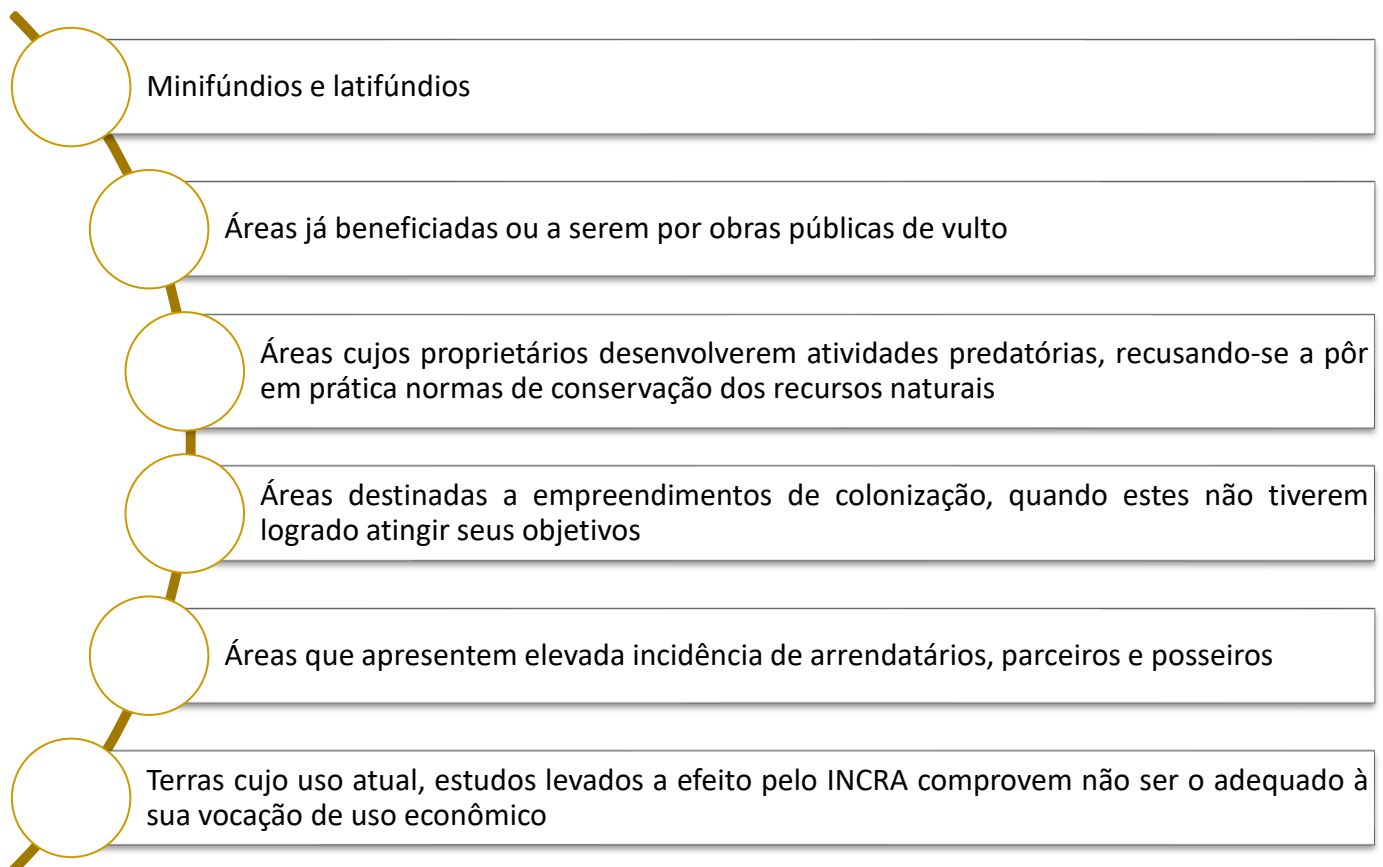 Minifúndios e latifúndios
Áreas já beneficiadas ou a serem por obras públicas de vulto
Áreas cujos proprietários desenvolverem atividades predatórias, recusando-se a pôr
em prática normas de conservação dos recursos naturais
Áreas destinadas a empreendimentos de colonização, quando estes não tiverem
logrado atingir seus objetivos
Áreas que apresentem elevada incidência de arrendatários, parceiros e posseiros
Terras cujo uso atual, estudos levados a efeito pelo INCRA comprovem não ser o adequado à
sua vocação de uso econômico